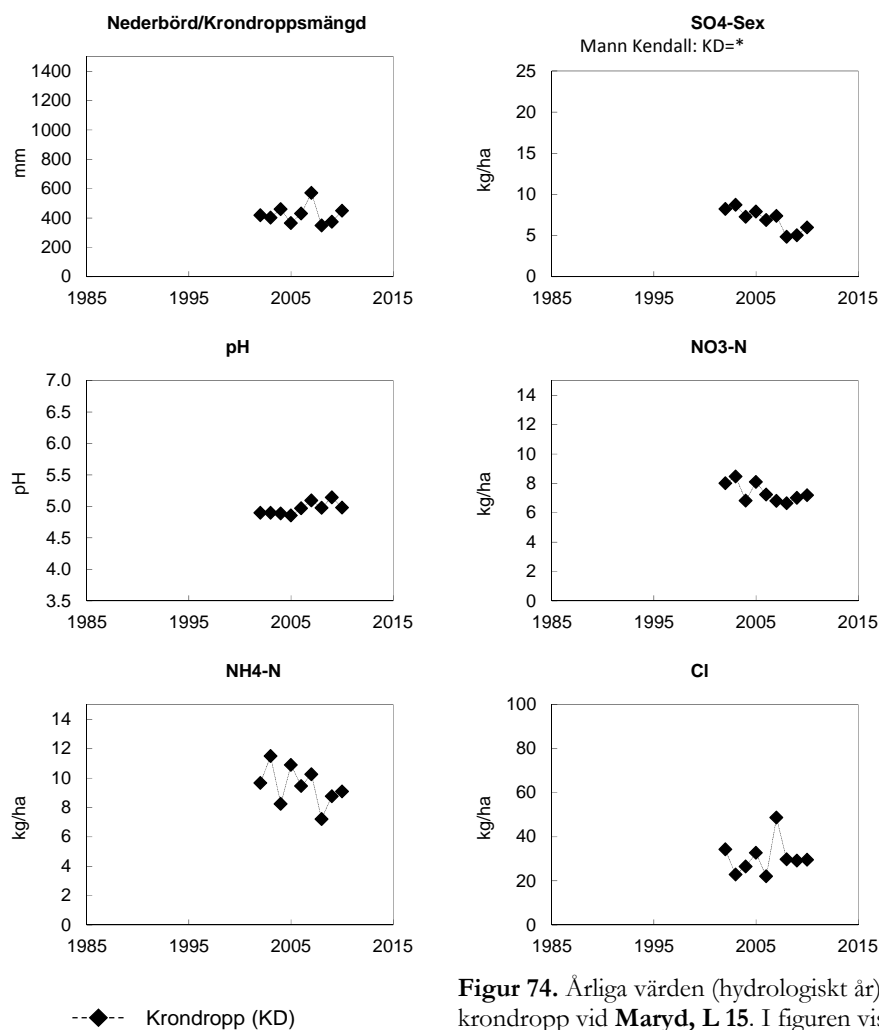 Nederbörd/Krondroppsmängd
1400
1200
1000
800
600
400
200
0
mm
1985 1995 2005 2015
SO4-Sex
Mann Kendall: KD=*
25
20
15
10
5
0
kg/ha
1985 1995 2005 2015
pH
7.0
6.5
6.0
5.5
5.0
4.5
4.0
3.5
pH
1985 1995 2005 2015
NO3-N
14
12
10
8
6
4
2
0
kg/ha
1985 1995 2005 2015
NH4-N
14
12
10
8
6
4
2
0
kg/ha
1985 1995 2005 2015
Cl
100
80
60
40
20
0
kg/ha
1985 1995 2005 2015
Krondropp (KD)
Figur 74. Årliga värden (hydrologiskt år)
krondropp vid Maryd, L 15. I figuren vis